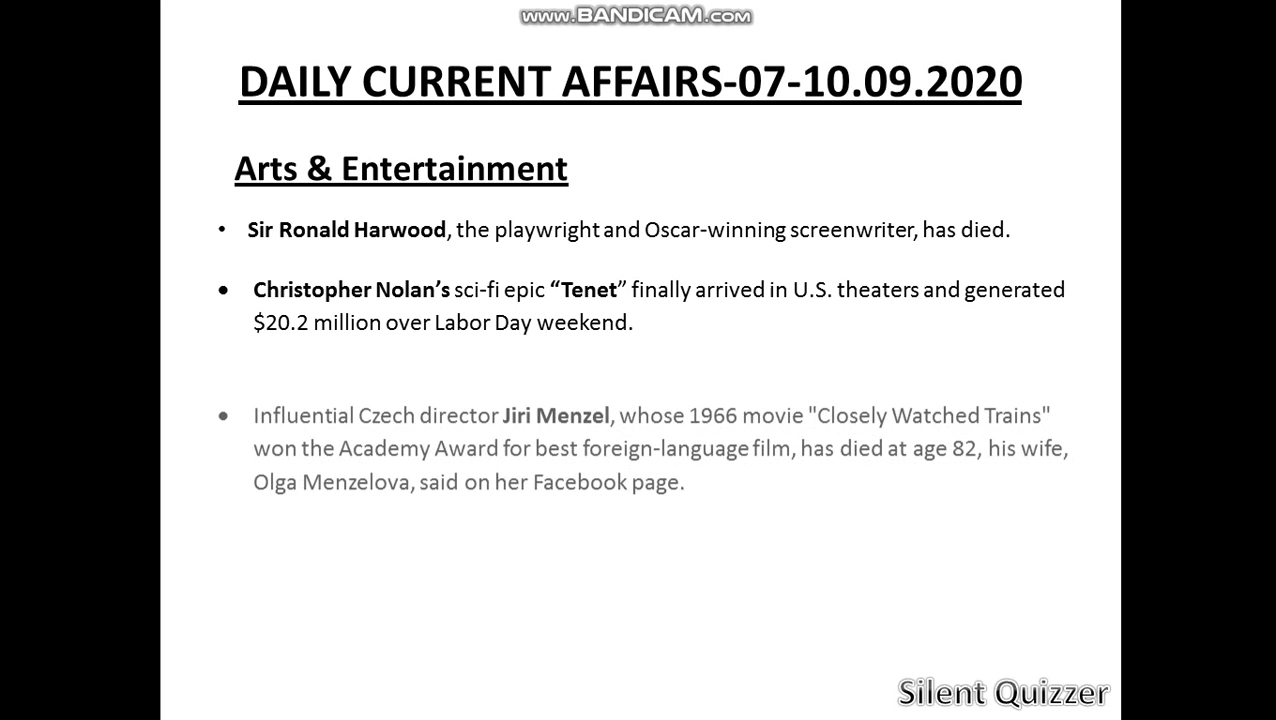 www.BANDICAM.com
DAILY CURRENT AFFAIRS-07-10.09.2020
Arts & Entertainment
• Sir Ronald Harwood, the playwright and Oscar-winning screenwriter, has died.
• Christopher Nolan’s sci-fi epic “Tenet” finally arrived in U.S. theaters and generated
$20.2 million over Labor Day weekend.
• Influential Czech director Jiri Menzel, whose 1966 movie "Closely Watched Trains"
won the Academy Award for best foreign-language film, has died at age 82, his wife,
Olga Menzelova, said on her Facebook page.
Silent Quizzer